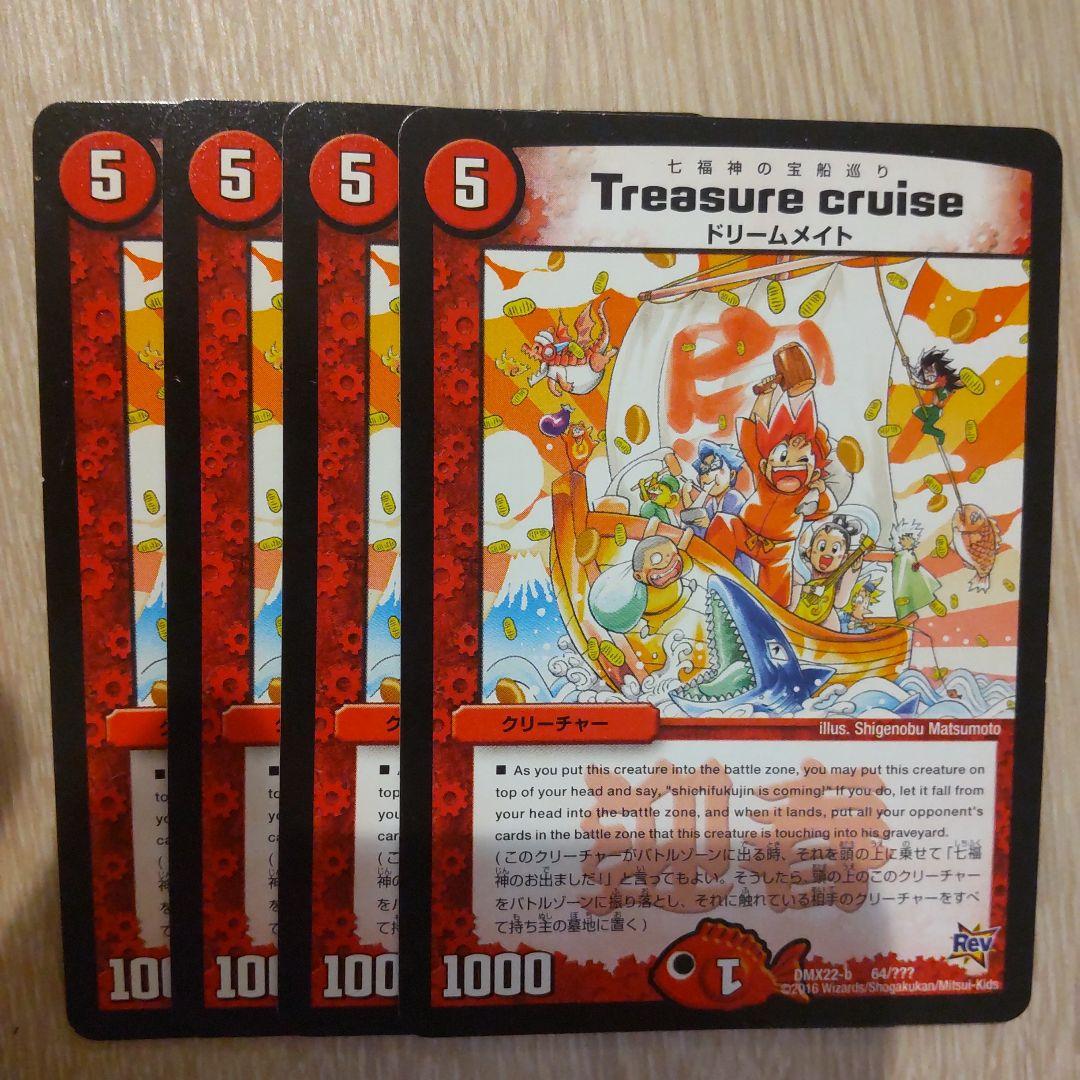 5
5
5
5
七福神の宝船巡り
Treasure cruise
ドリームメイト
クリーチャー
illus. Shigenobu Matsumoto
■ As you put this creature into the battle zone, you may put this creature on
top of your head and say, "shichifukujin is coming!" If you do, let it fall from
your head into the battle zone, and when it lands, put all your opponent's
cards in the battle zone that this creature is touching into his graveyard.
(このクリーチャーがバトルゾーンに出る時、それを頭の上に乗せて「七福
神のお出ましだ!」と言ってもよい。そうしたら、頭の上のこのクリーチャー
をバトルゾーンに振り落とし、それに触れている相手のクリーチャーをすべ
て持ち主の墓地に置く)
1000
1
Rev
DMX22-b 64/???
©2016 Wizards/Shogakukan/Mitsui-Kids